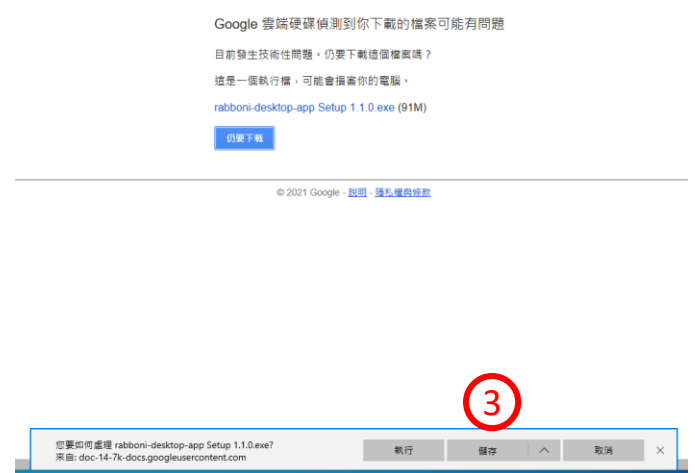 Google 雲端硬碟偵測到你下載的檔案可能有問題
目前發生技術性問題。仍要下載這個檔案嗎？
這是一個執行檔，可能會損害你的電腦。
rabboni-desktop-app Setup 1.1.0.exe (91M)
仍要下載
© 2021 Google - 說明 - 隱私權與條款
3
您要如何處理 rabboni-desktop-app Setup 1.1.0.exe?
來自: doc-14-7k-docs.googleusercontent.com
執行 儲存 取消